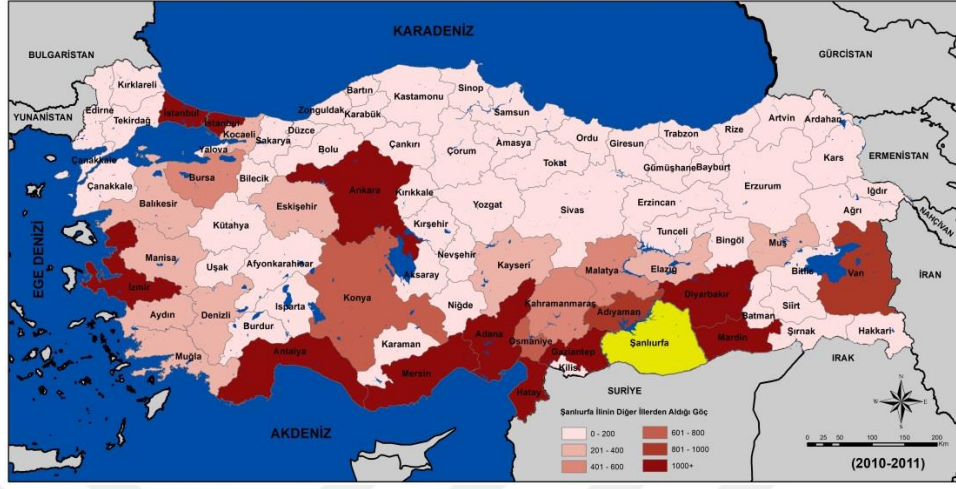 KARADENİZ
BULGARİSTAN
GÜRCİSTAN
YUNANİSTAN
ERMENİSTAN
NAHÇIVAN
İRAN
IRAK
SURİYE
AKDENİZ
EGE DENİZİ
Kırklareli
Edirne
Tekirdağ
İstanbul
İstanbul
Kocaeli
Yalova
Sakarya
Düzce
Zonguldak
Bartın
Karabük
Kastamonu
Sinop
Samsun
Ordu
Giresun
Trabzon
Rize
Artvin
Ardahan
Kars
Iğdır
Ağrı
Çanakkale
Çanakkale
Balıkesir
Bursa
Bilecik
Bolu
Çankırı
Çorum
Amasya
Tokat
Gümüşhane
Bayburt
Erzurum
Erzincan
Eskişehir
Ankara
Kırıkkale
Yozgat
Sivas
Tunceli
Bingöl
Muş
Bitlis
Van
Kütahya
Kırşehir
Nevşehir
Kayseri
Malatya
Elazığ
Manisa
İzmir
Uşak
Afyonkarahisar
Konya
Aksaray
Niğde
Kahramanmaraş
Adıyaman
Diyarbakır
Batman
Siirt
Şırnak
Hakkari
Aydın
Denizli
Isparta
Burdur
Muğla
Antalya
Karaman
Mersin
Adana
Osmaniye
Gaziantep
Kilis
Hatay
Şanlıurfa
Mardin
Şanlıurfa İlinin Diğer İllerden Aldığı Göç
0 - 200
201 - 400
401 - 600
601 - 800
801 - 1000
1000+
N
W
E
S
0 25 50 100 150 200
Km
(2010-2011)